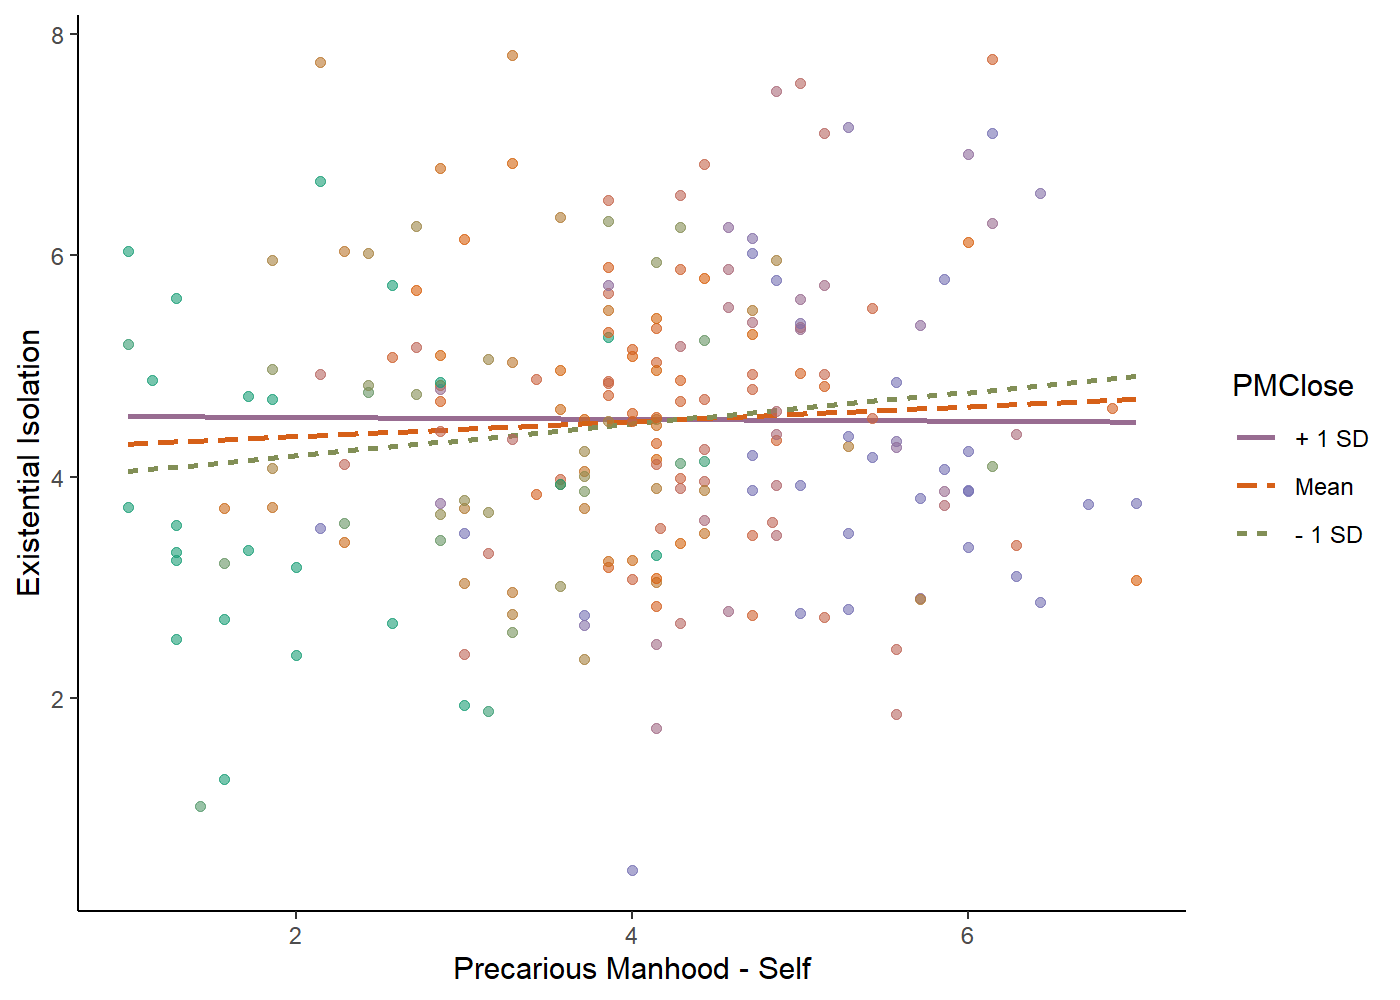 8
6
4
2
Existential Isolation
2
4
6
Precarious Manhood - Self
PMClose
+ 1 SD
Mean
- 1 SD